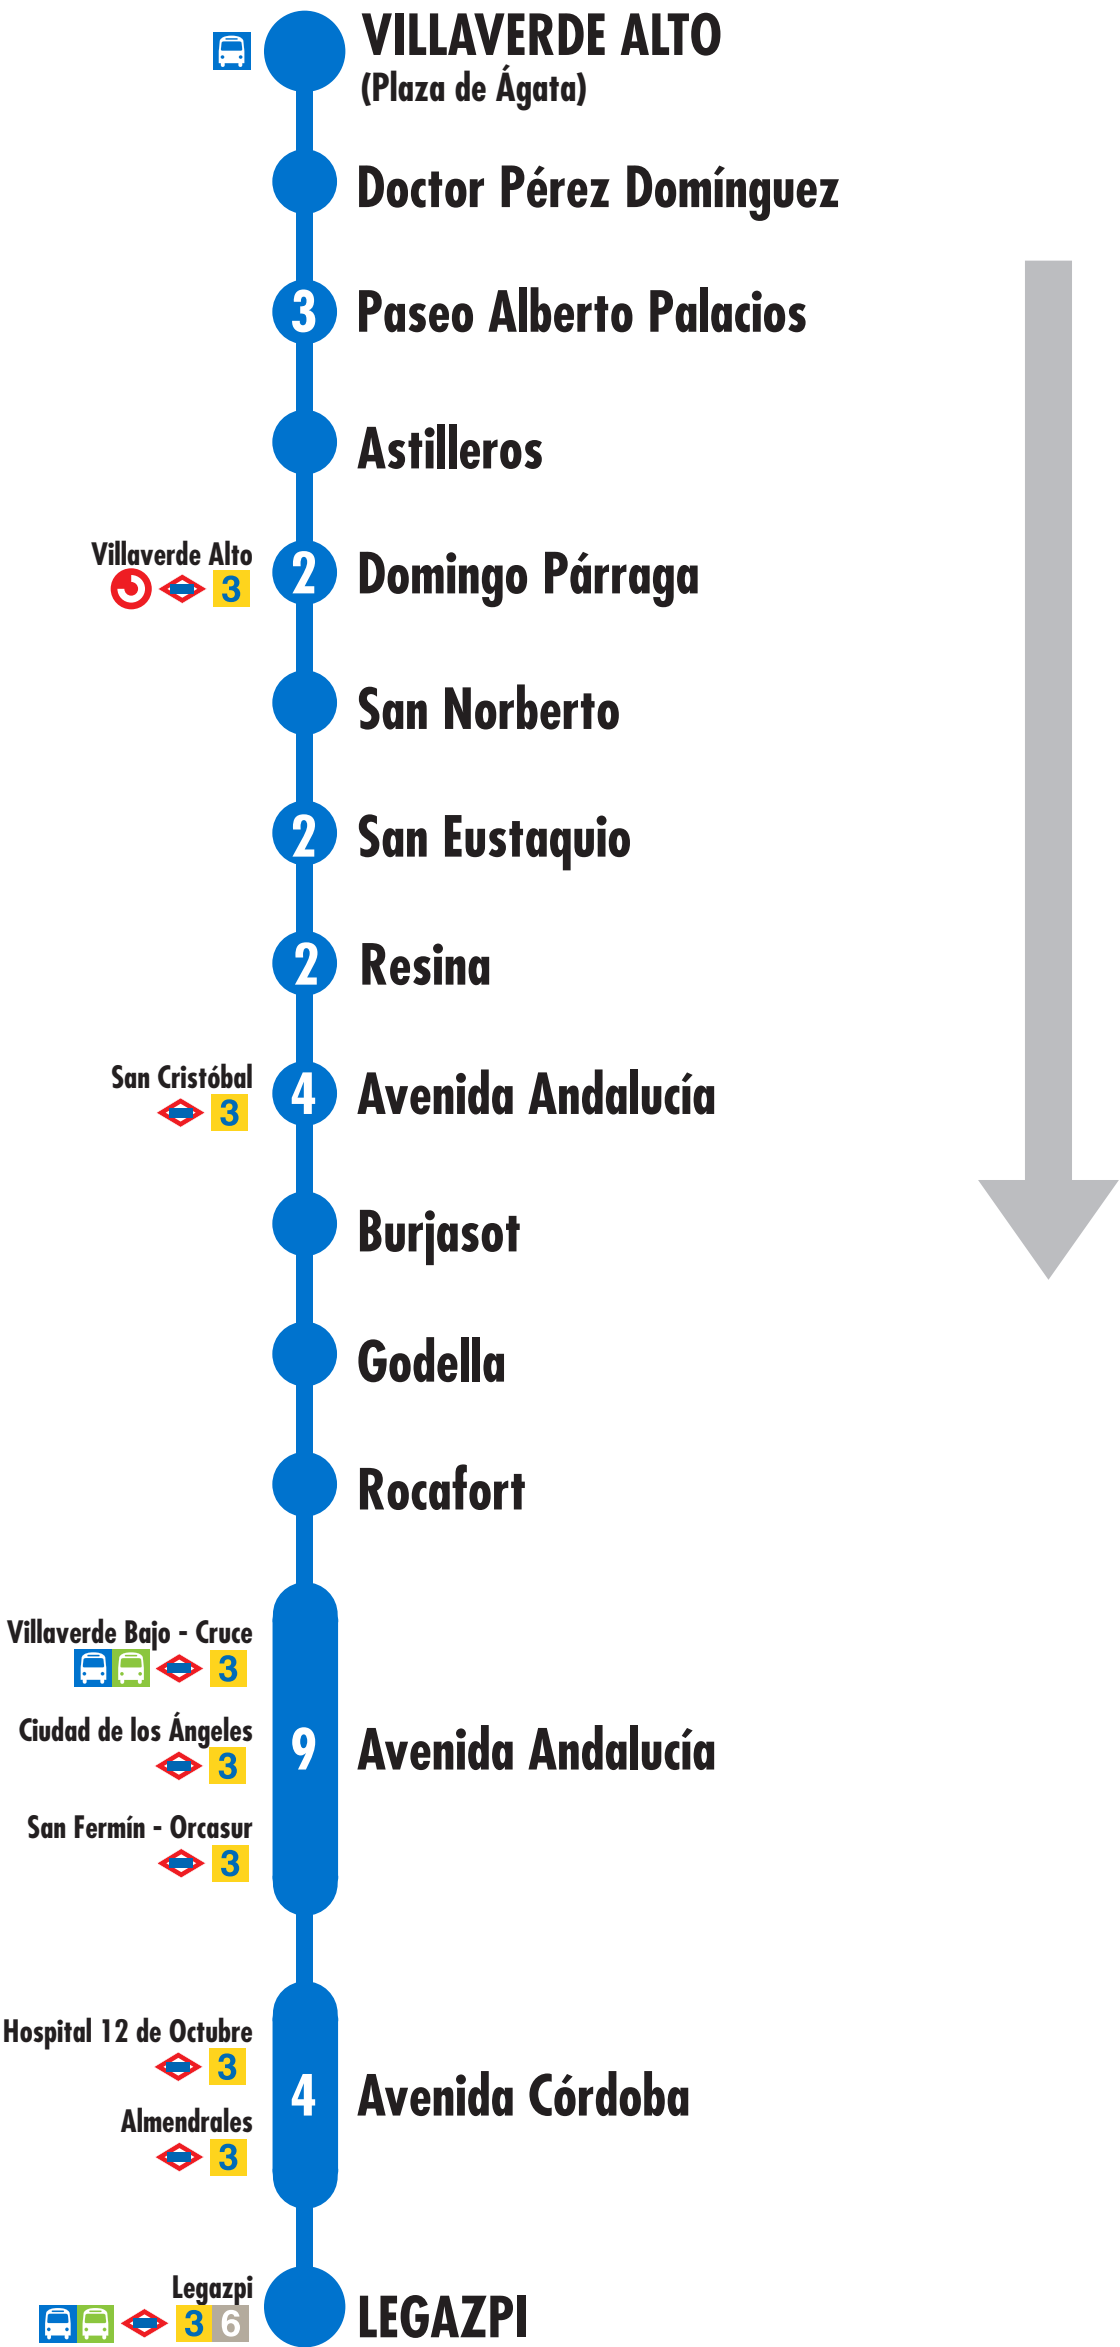 VILLAVERDE ALTO
(Plaza de Ágata)
Doctor Pérez Domínguez
3 Paseo Alberto Palacios
Astilleros
Villaverde Alto
3
2 Domingo Párraga
San Norberto
2 San Eustaquio
2 Resina
San Cristóbal
3
4 Avenida Andalucía
Burjasot
Godella
Rocafort
Villaverde Bajo - Cruce
3
Ciudad de los Ángeles
3
9 Avenida Andalucía
San Fermín - Orcasur
3
Hospital 12 de Octubre
3
4 Avenida Córdoba
Almendrales
3
Legazpi
3 6
LEGAZPI